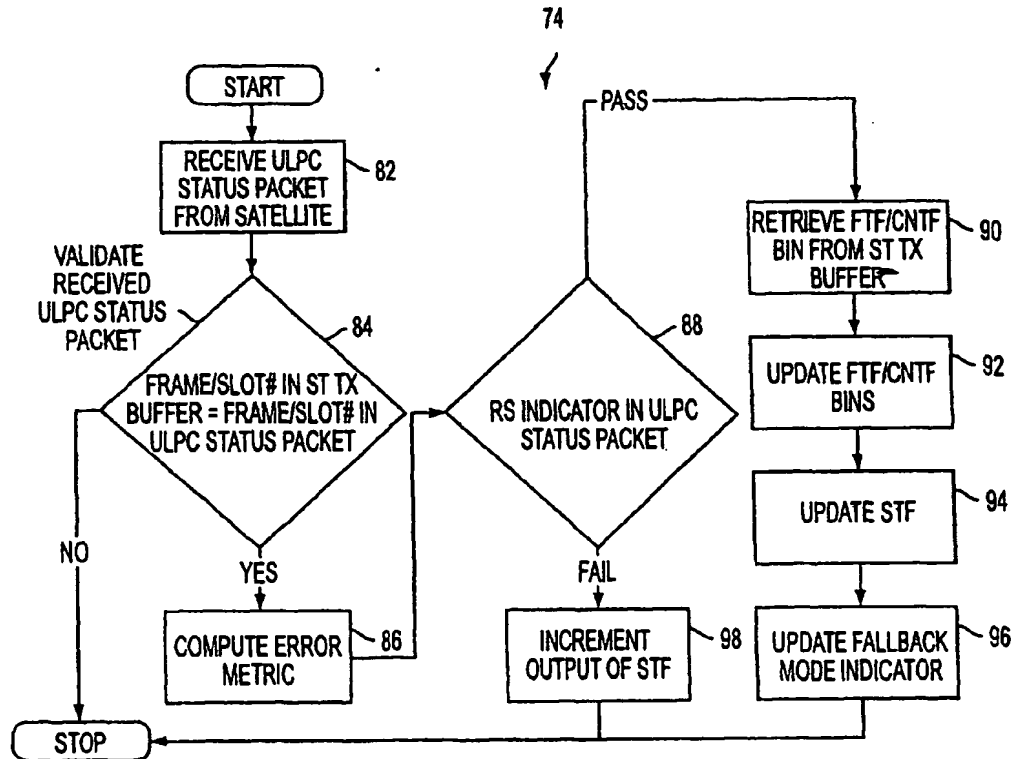 74
START
RECEIVE ULPC
STATUS PACKET
FROM SATELLITE
82
VALIDATE
RECEIVED
ULPC STATUS
PACKET
84
FRAME/SLOT# IN ST TX
BUFFER = FRAME/SLOT# IN
ULPC STATUS PACKET
NO
YES
COMPUTE ERROR
METRIC
86
88
RS INDICATOR IN ULPC
STATUS PACKET
PASS
FAIL
INCREMENT
OUTPUT OF STF
98
RETRIEVE FTF/CNTF
BIN FROM ST TX
BUFFER
90
UPDATE FTF/CNTF
BINS
92
UPDATE STF
94
UPDATE FALLBACK
MODE INDICATOR
96
STOP